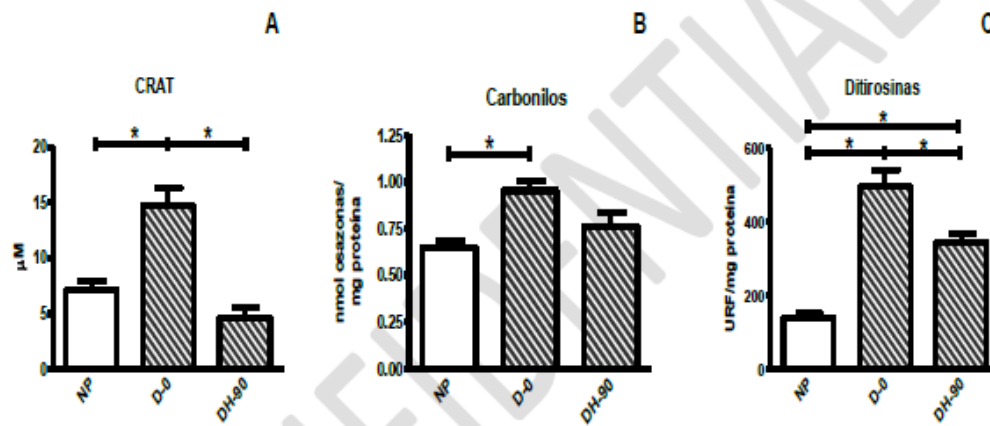 A
B
C
CRAT
Carbonilos
Ditirosinas
* *
*
*
* *
20
15
10
5
0
µM
NP
D-0
DH-90
1.25
1.00
0.75
0.50
0.25
0.00
nmol osazonas/
mg proteina
NP
D-0
DH-90
600
400
200
0
URF/mg proteina
NP
D-0
DH-90